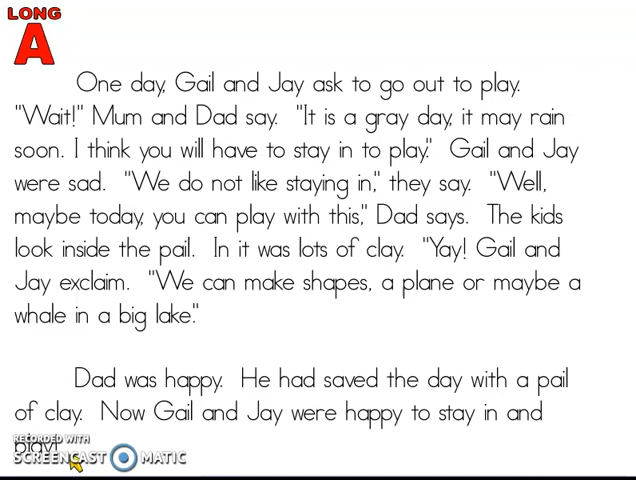 LONG
A
One day, Gail and Jay ask to go out to play.
"Wait!" Mum and Dad say. "It is a gray day, it may rain
soon. I think you will have to stay in to play." Gail and Jay
were sad. "We do not like staying in," they say. "Well,
maybe today, you can play with this," Dad says. The kids
look inside the pail. In it was lots of clay. "Yay! Gail and
Jay exclaim. "We can make shapes, a plane or maybe a
whale in a big lake."
Dad was happy. He had saved the day with a pail
of clay. Now Gail and Jay were happy to stay in and
play!
RECORDED WITH
SCREENCAST MATIC